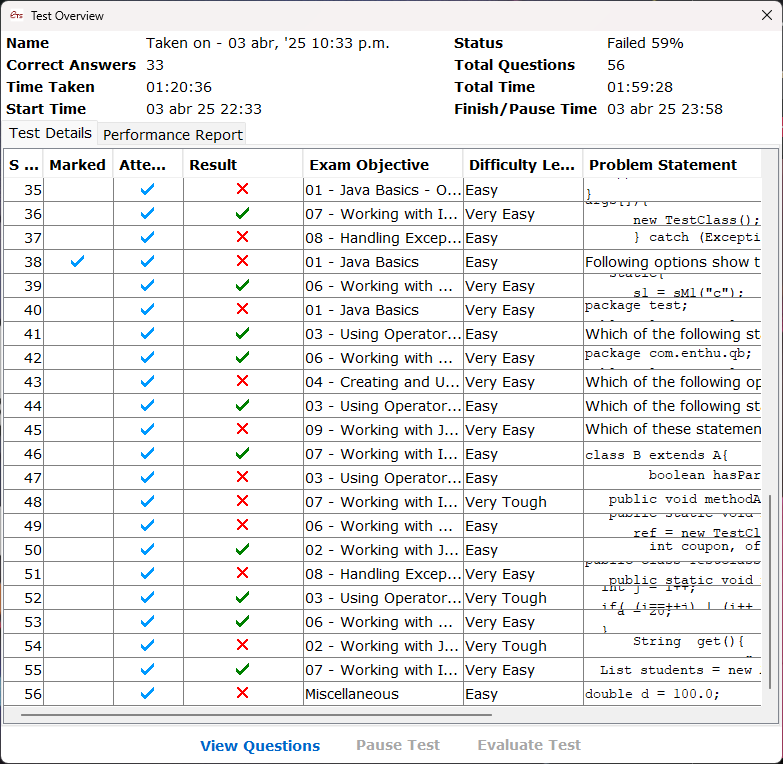 Test Overview
Name Taken on - 03 abr, '25 10:33 p.m. Status Failed 59%
Correct Answers 33 Total Questions 56
Time Taken 01:20:36 Total Time 01:59:28
Start Time 03 abr 25 22:33 Finish/Pause Time 03 abr 25 23:58
Test Details Performance Report
S ... Marked Atte... Result Exam Objective Difficulty Le... Problem Statement
35 01 - Java Basics - O... Easy }
36 07 - Working with I... Very Easy args[]){ new TestClass();
37 08 - Handling Excep... Easy } catch (Excepti
38 01 - Java Basics Easy Following options show t
39 06 - Working with ... Very Easy static{ s1 = sM1("c");
40 01 - Java Basics Very Easy package test;
41 03 - Using Operator... Easy Which of the following st
42 06 - Working with ... Very Easy package com.enthu.qb;
43 04 - Creating and U... Very Easy Which of the following op
44 03 - Using Operator... Easy Which of the following st
45 09 - Working with J... Very Easy Which of these statemen
46 07 - Working with I... Easy class B extends A{
47 03 - Using Operator... Easy boolean hasPar
48 07 - Working with I... Very Tough public void methodA
49 06 - Working with ... Easy public static void ref = new TestCl
50 02 - Working with J... Easy int coupon, of
51 08 - Handling Excep... Very Easy public class TestClass public static void
52 03 - Using Operator... Very Tough int j = i++; if( (i==++j) | (i++
53 06 - Working with ... Very Easy a = 20; }
54 02 - Working with J... Very Tough String get(){
55 07 - Working with I... Very Easy List students = new
56 Miscellaneous Easy double d = 100.0;
View Questions Pause Test Evaluate Test